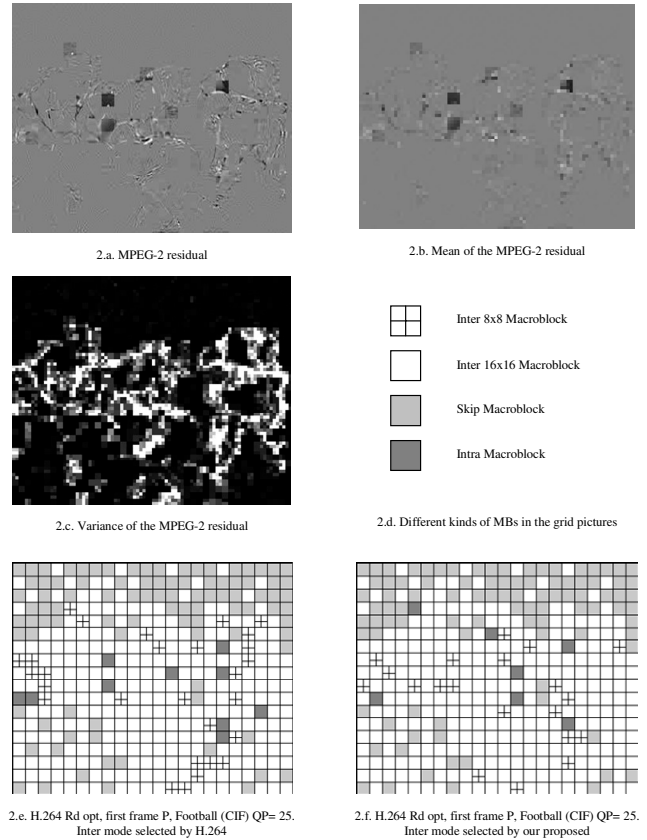 2.a. MPEG-2 residual
2.b. Mean of the MPEG-2 residual
Inter 8x8 Macroblock
Inter 16x16 Macroblock
Skip Macroblock
Intra Macroblock
2.c. Variance of the MPEG-2 residual
2.d. Different kinds of MBs in the grid pictures
2.e. H.264 Rd opt, first frame P, Football (CIF) QP= 25.
Inter mode selected by H.264
2.f. H.264 Rd opt, first frame P, Football (CIF) QP= 25.
Inter mode selected by our proposed